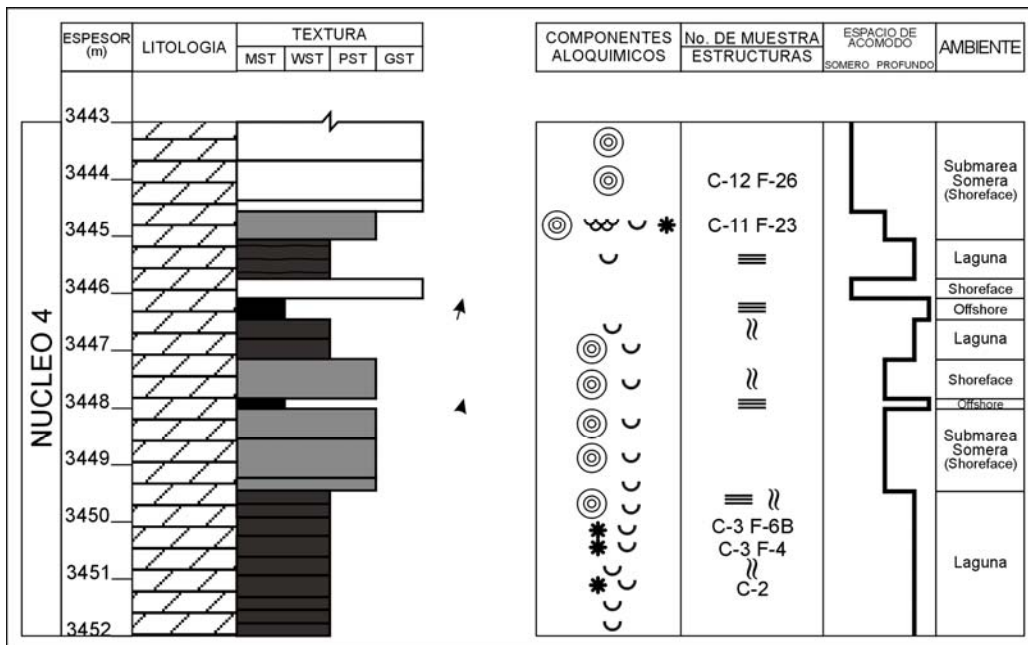 ESPESOR
(m)
LITOLOGIA
TEXTURA
MST WST PST GST
COMPONENTES
ALOQUIMICOS
No. DE MUESTRA
ESTRUCTURAS
ESPACIO DE
ACOMODO
SOMERO PROFUNDO
AMBIENTE
NUCLEO 4
3443
3444
3445
3446
3447
3448
3449
3450
3451
3452
C-12 F-26
C-11 F-23
C-3 F-6B
C-3 F-4
C-2
Submarea
Somera
(Shoreface)
Laguna
Shoreface
Offshore
Laguna
Shoreface
Offshore
Submarea
Somera
(Shoreface)
Laguna